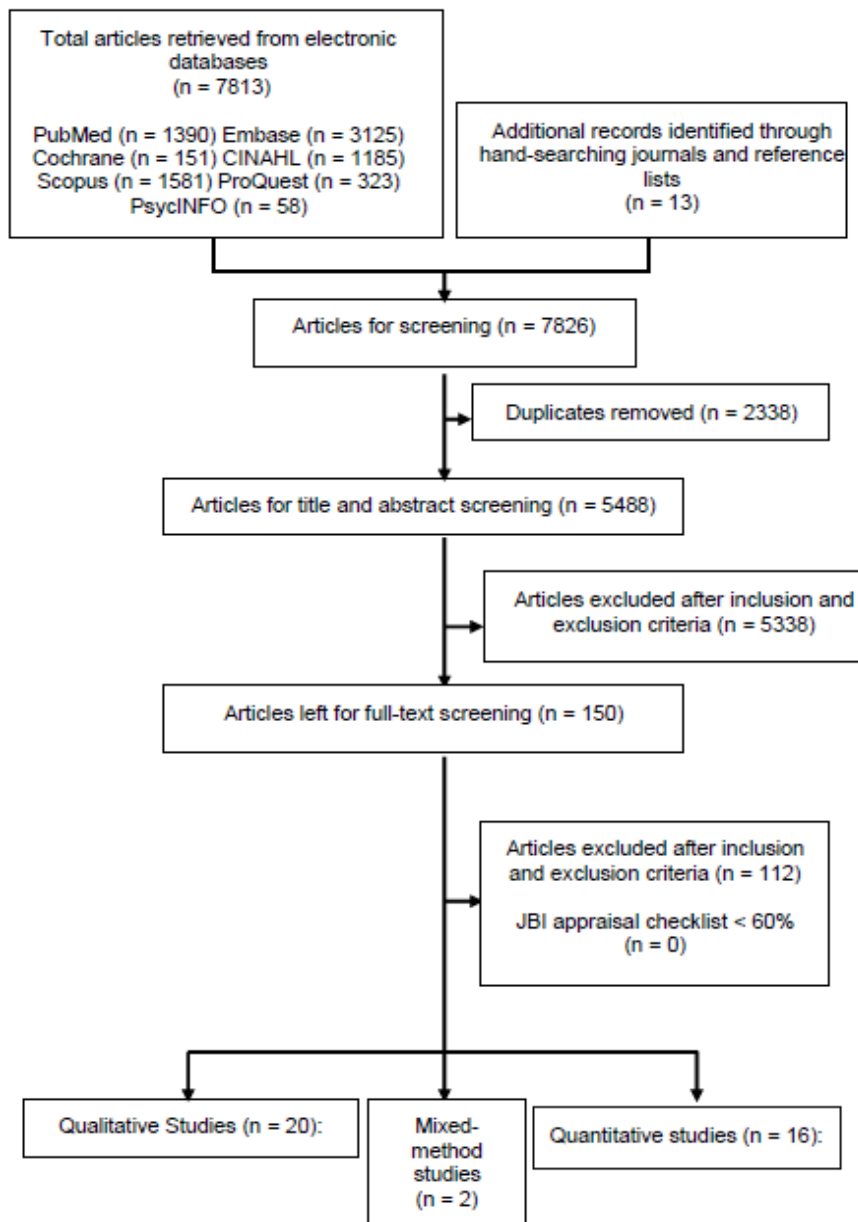 Total articles retrieved from electronic
databases
(n = 7813)
PubMed (n = 1390) Embase (n = 3125)
Cochrane (n = 151) CINAHL (n = 1185)
Scopus (n = 1581) ProQuest (n = 323)
PsycINFO (n = 58)
Additional records identified through
hand-searching journals and reference
lists
(n = 13)
Articles for screening (n = 7826)
Duplicates removed (n = 2338)
Articles for title and abstract screening (n = 5488)
Articles excluded after inclusion and
exclusion criteria (n = 5338)
Articles left for full-text screening (n = 150)
Articles excluded after inclusion
and exclusion criteria (n = 112)
JBI appraisal checklist < 60%
(n = 0)
Qualitative Studies (n = 20):
Mixed-
method
studies
(n = 2)
Quantitative studies (n = 16):